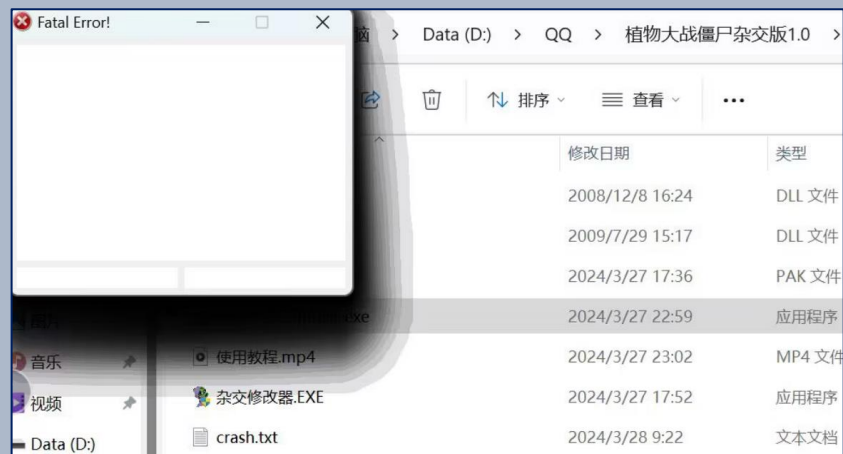 Fatal Error!
Data (D:) > QQ > 植物大战僵尸杂交版1.0 >
排序 查看
修改日期 类型
2008/12/8 16:24 DLL 文件
2009/7/29 15:17 DLL 文件
2024/3/27 17:36 PAK 文件
exe 2024/3/27 22:59 应用程序
音乐 使用教程.mp4 2024/3/27 23:02 MP4 文件
杂交修改器.EXE 2024/3/27 17:52 应用程序
视频
crash.txt 2024/3/28 9:22 文本文档
Data (D:)